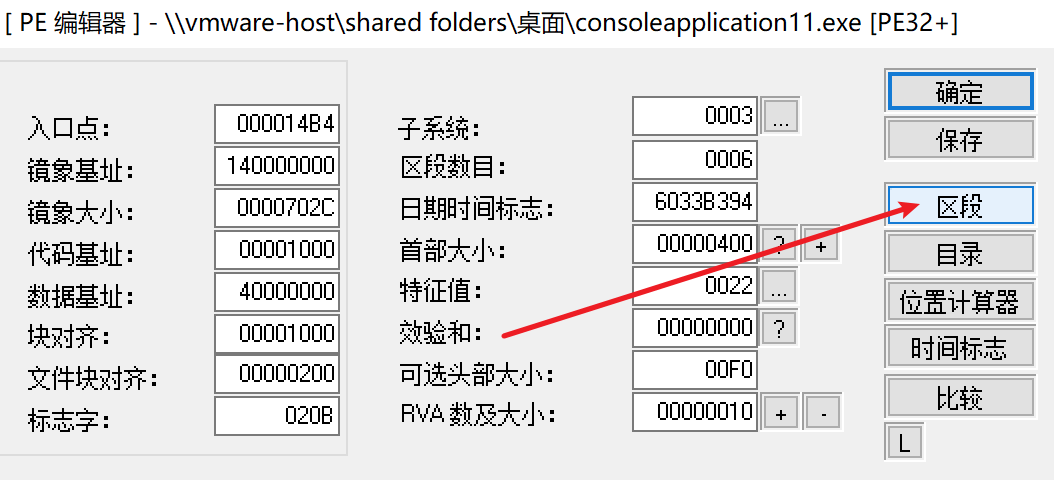 [ PE 编辑器 ] - \\vmware-host\shared folders\桌面\consoleapplication11.exe [PE32+]
入口点: 000014B4
镜象基址: 140000000
镜象大小: 0000702C
代码基址: 00001000
数据基址: 40000000
块对齐: 00001000
文件块对齐: 00000200
标志字: 020B
子系统: 0003 ...
区段数目: 0006
日期时间标志: 6033B394
首部大小: 00000400 ? +
特征值: 0022 ...
效验和: 00000000 ?
可选头部大小: 00F0
RVA 数及大小: 00000010 + -
确定
保存
区段
目录
位置计算器
时间标志
比较
L